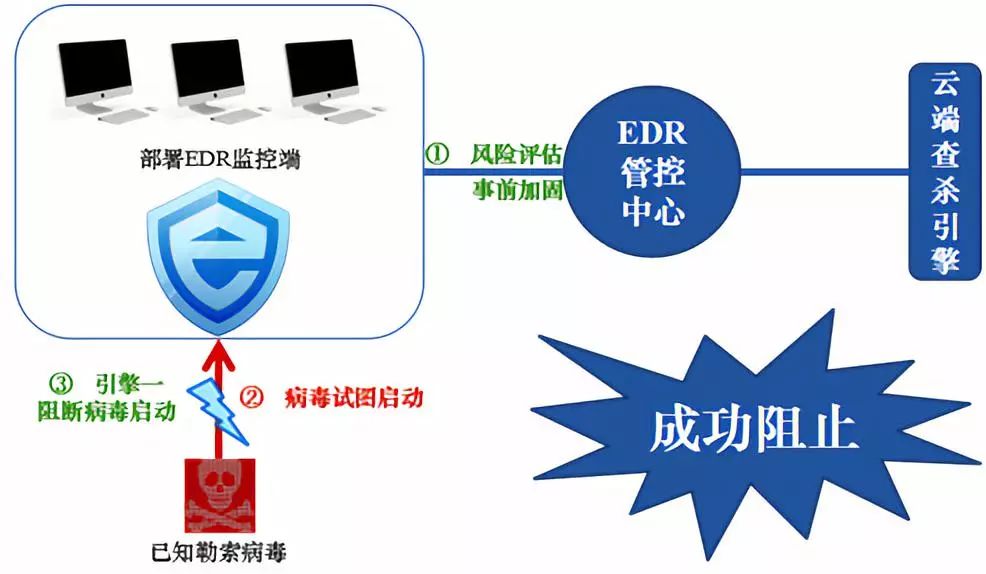 部署EDR监控端
① 风险评估
事前加固
EDR
管控
中心
云
端
查
杀
引
擎
③ 引擎一
阻断病毒启动
② 病毒试图启动
已知勒索病毒
成功阻止